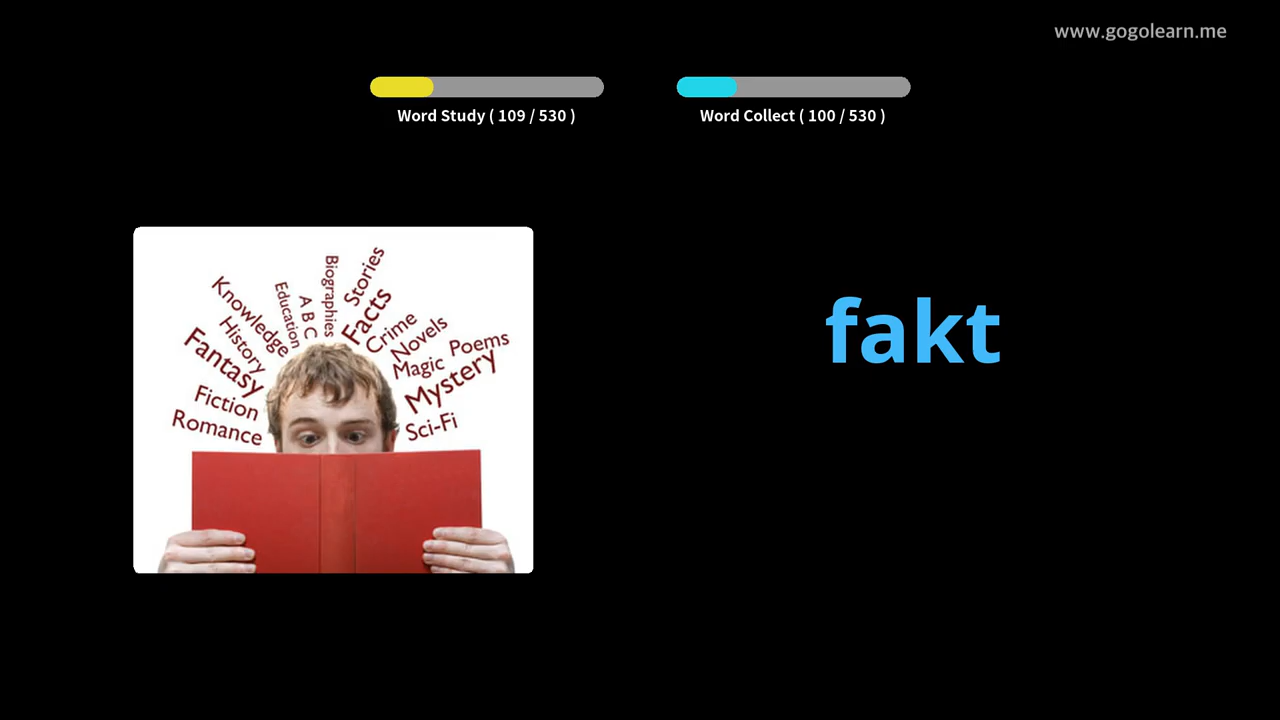 www.gogolearn.me
Word Study ( 109 / 530 )
Word Collect ( 100 / 530 )
Biographies
Stories
Education
A B C
Facts
Knowledge
Crime
History
Novels
Fantasy
Magic
Poems
Mystery
Fiction
Romance
Sci-Fi
fakt